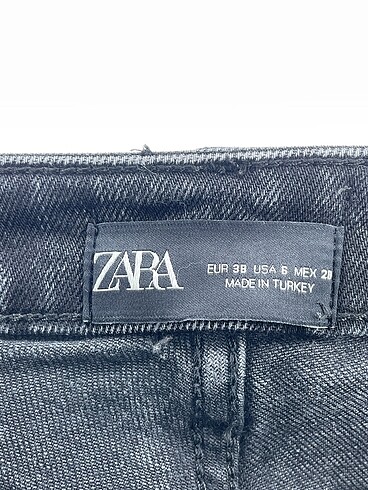 ZARA
EUR 38 USA 6 MEX 28
MADE IN TURKEY